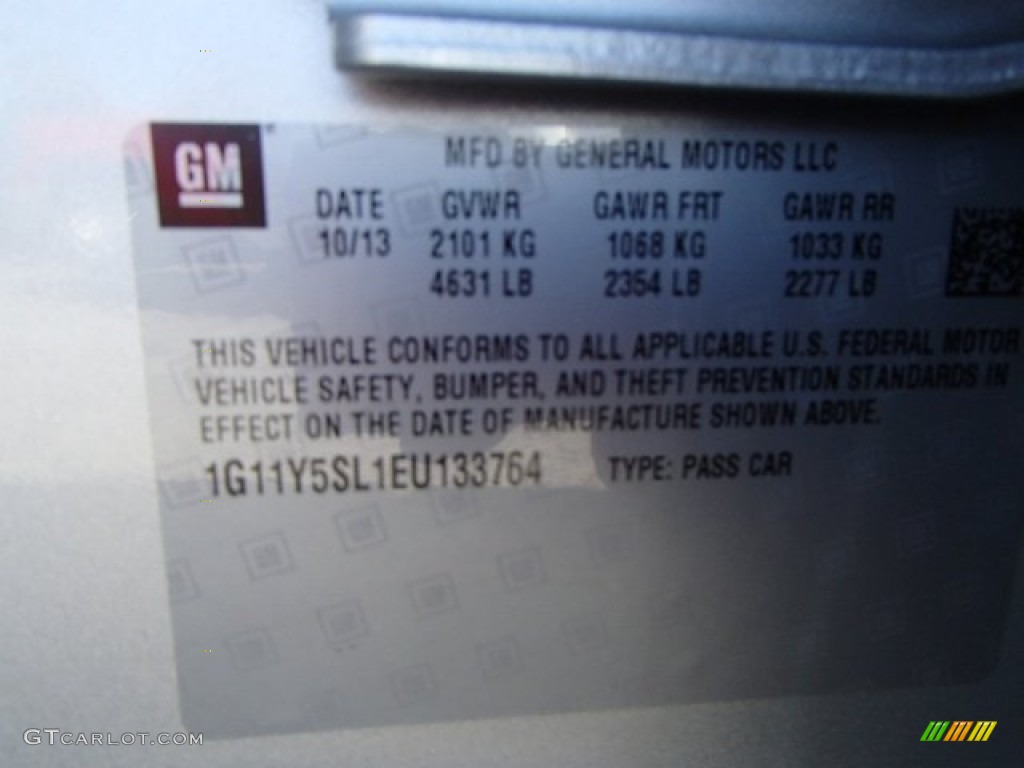 GM
MFD BY GENERAL MOTORS LLC
DATE GVWR GAWR FRT GAWR RR
10/13 2101 KG 1068 KG 1033 KG
4631 LB 2354 LB 2277 LB
THIS VEHICLE CONFORMS TO ALL APPLICABLE U.S. FEDERAL MOTOR
VEHICLE SAFETY, BUMPER, AND THEFT PREVENTION STANDARDS IN
EFFECT ON THE DATE OF MANUFACTURE SHOWN ABOVE.
1G11Y5SL1EU133764 TYPE: PASS CAR
GTCARLOT.COM